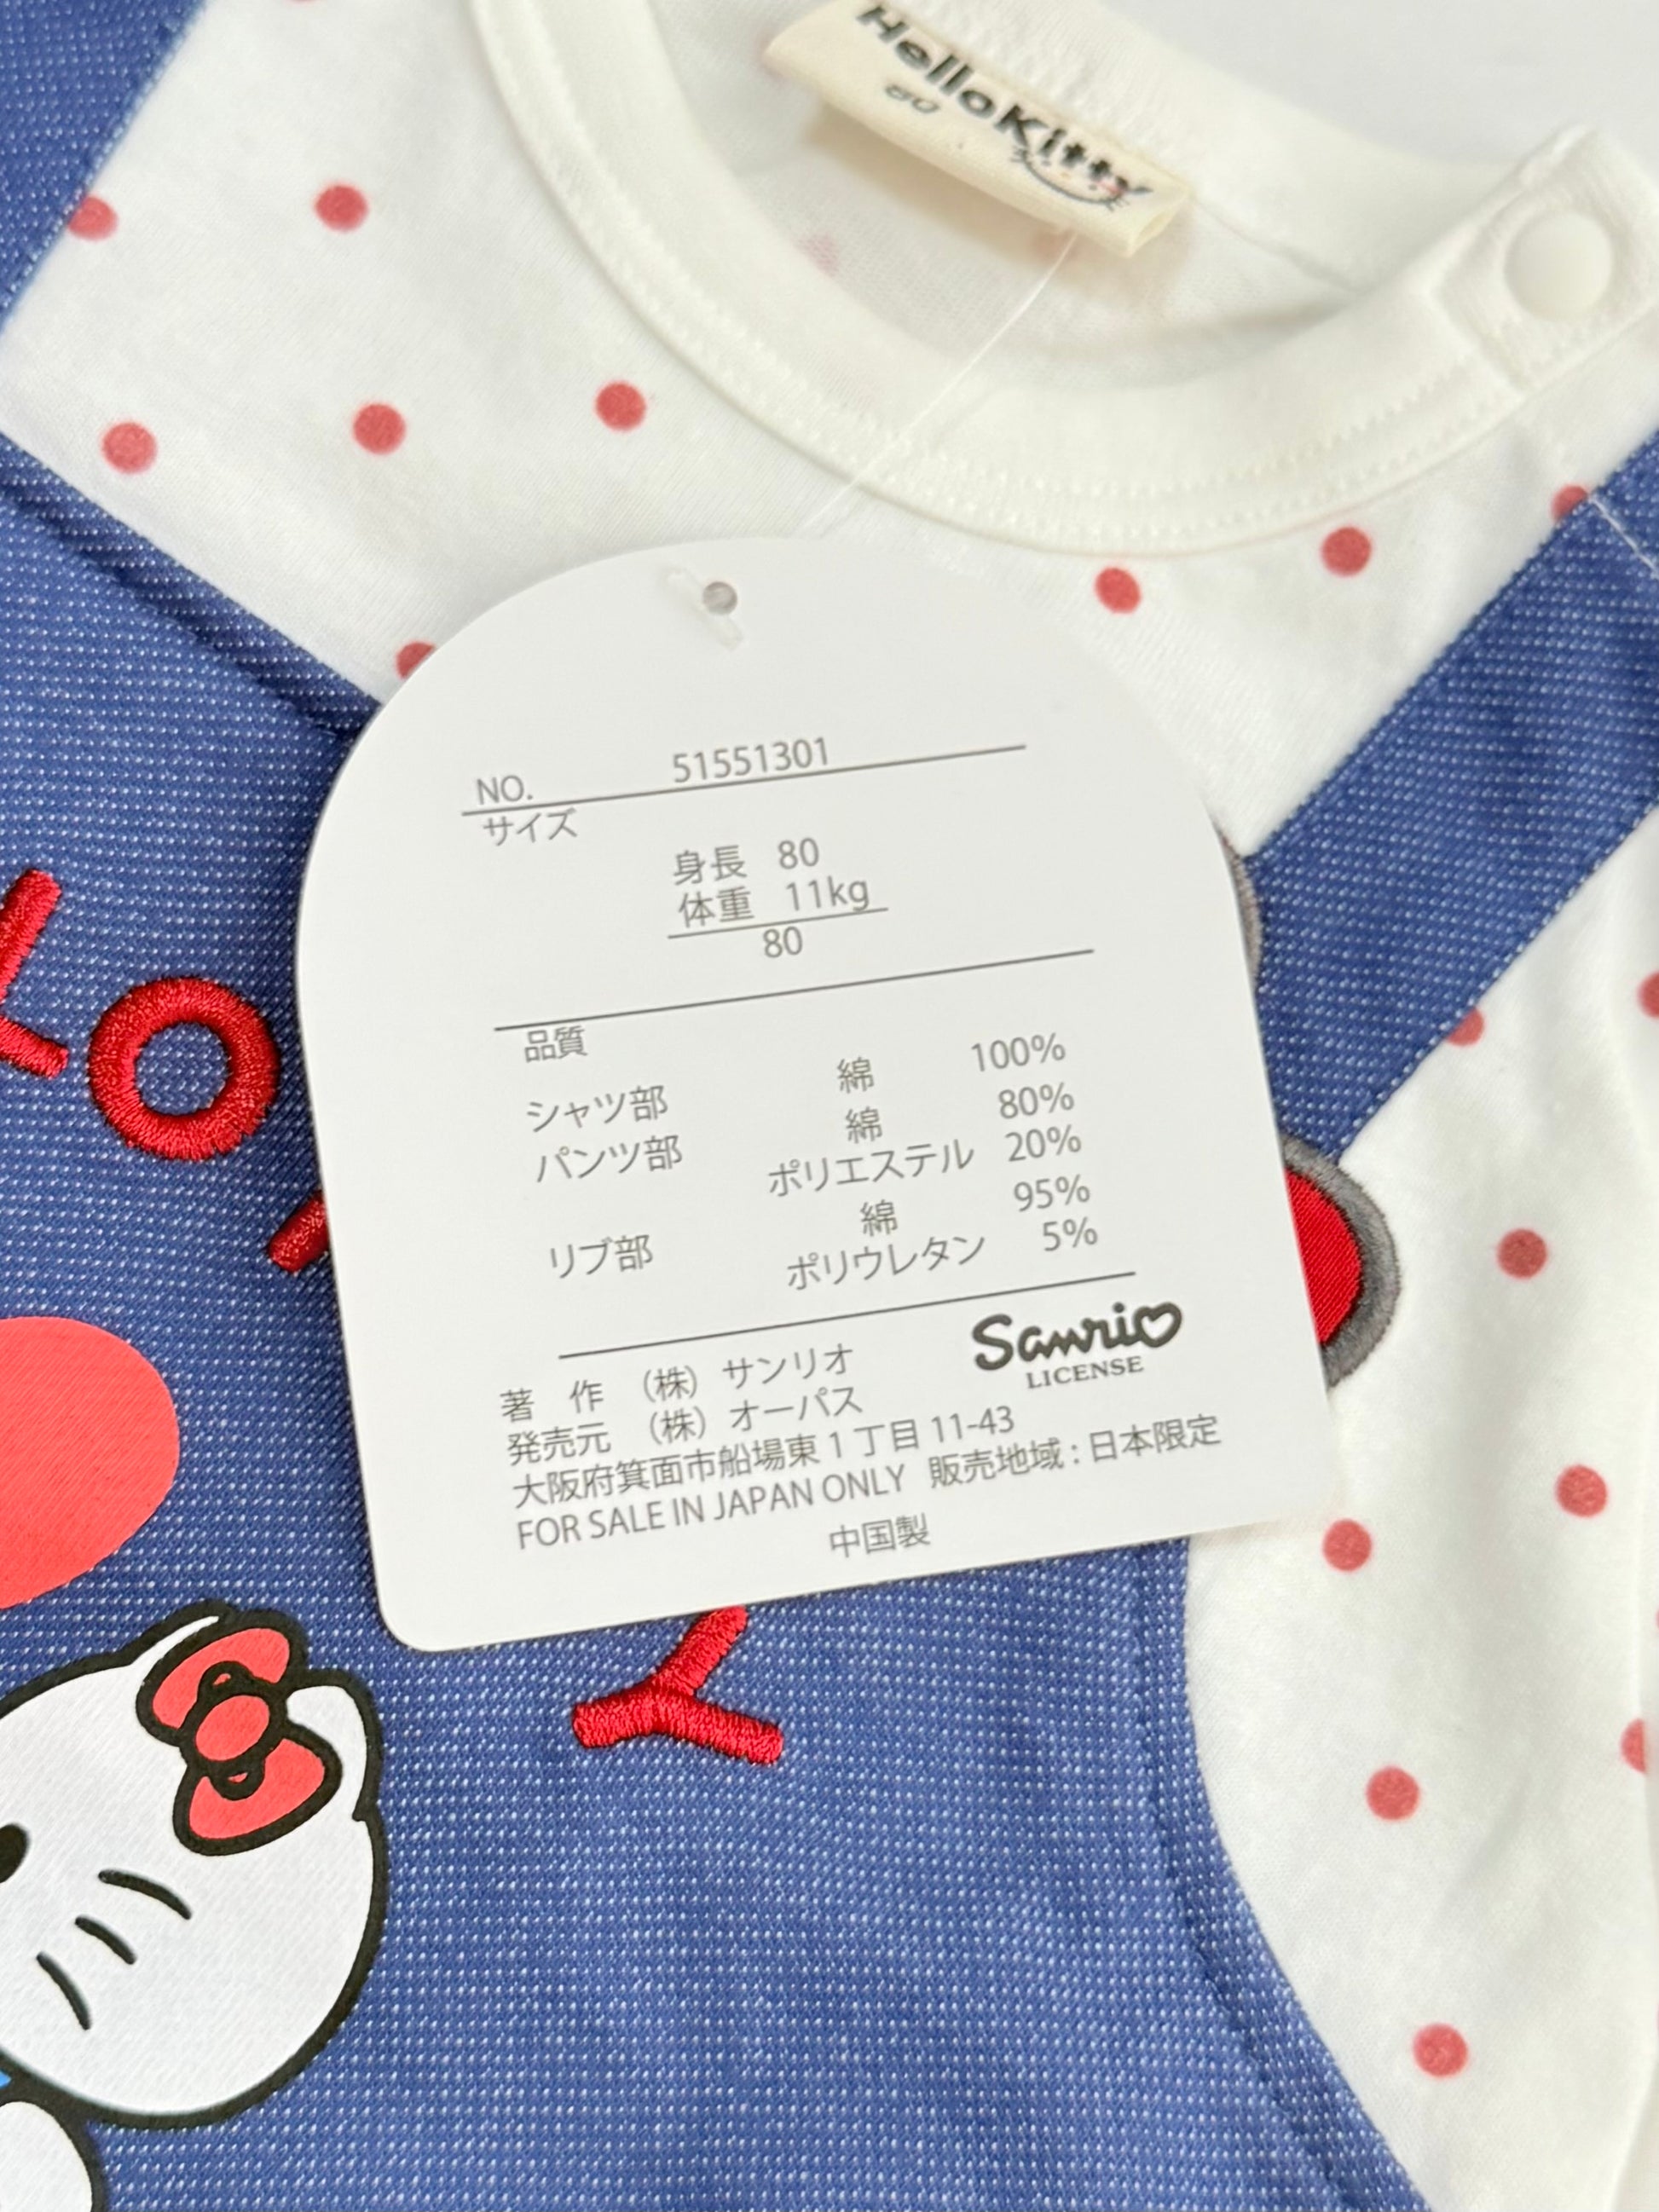 HelloKitty
80
NO. 51551301
サイズ
身長 80
体重 11kg
80
品質
シャツ部 綿 100%
パンツ部 綿 80%
ポリエステル 20%
リブ部 綿 95%
ポリウレタン 5%
著 作 (株) サンリオ
発売元 (株) オーパス
Sanrio
LICENSE
大阪府箕面市船場東1丁目11-43
FOR SALE IN JAPAN ONLY 販売地域:日本限定
中国製
LO
Y